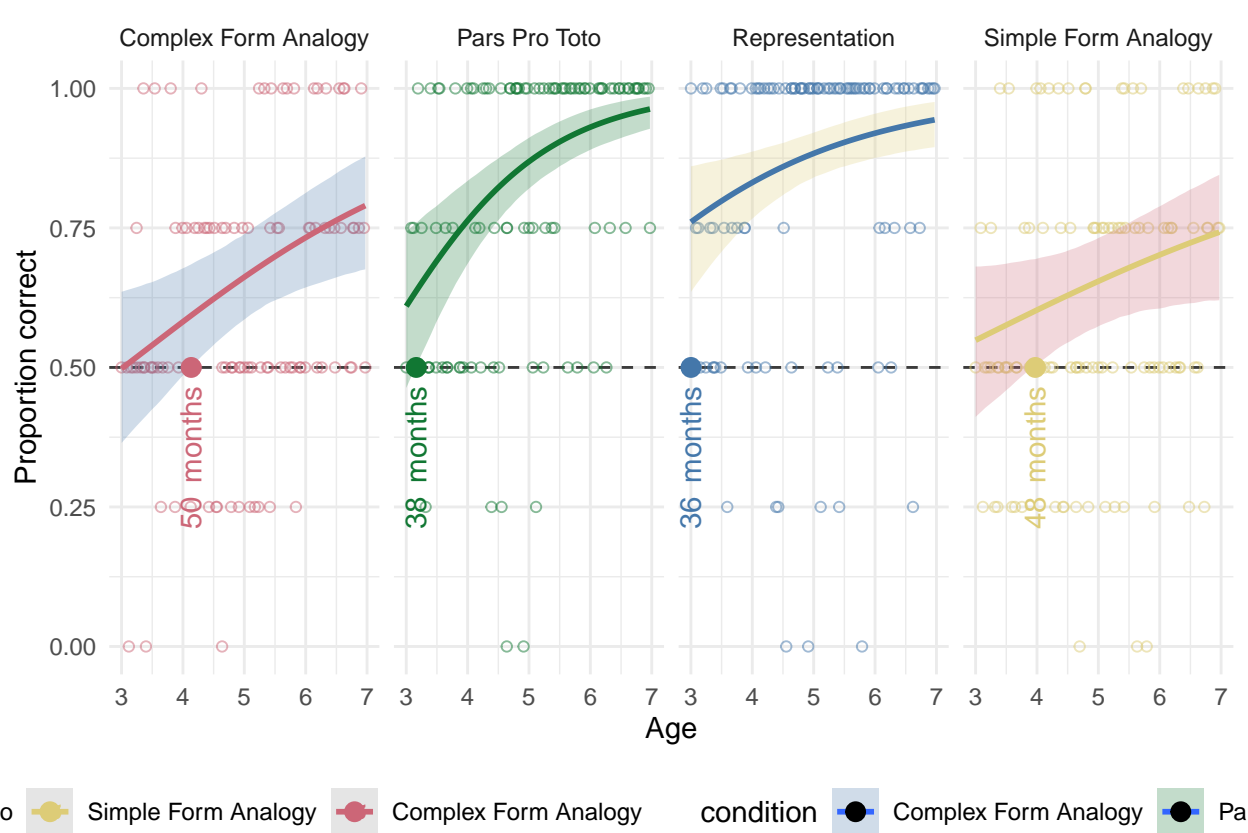 Complex Form Analogy Pars Pro Toto Representation Simple Form Analogy
1.00
0.75
0.50
0.25
0.00
Proportion correct
50 months
38 months
36 months
48 months
3 4 5 6 7 3 4 5 6 7 3 4 5 6 7 3 4 5 6 7
Age
o Simple Form Analogy Complex Form Analogy condition Complex Form Analogy Pa